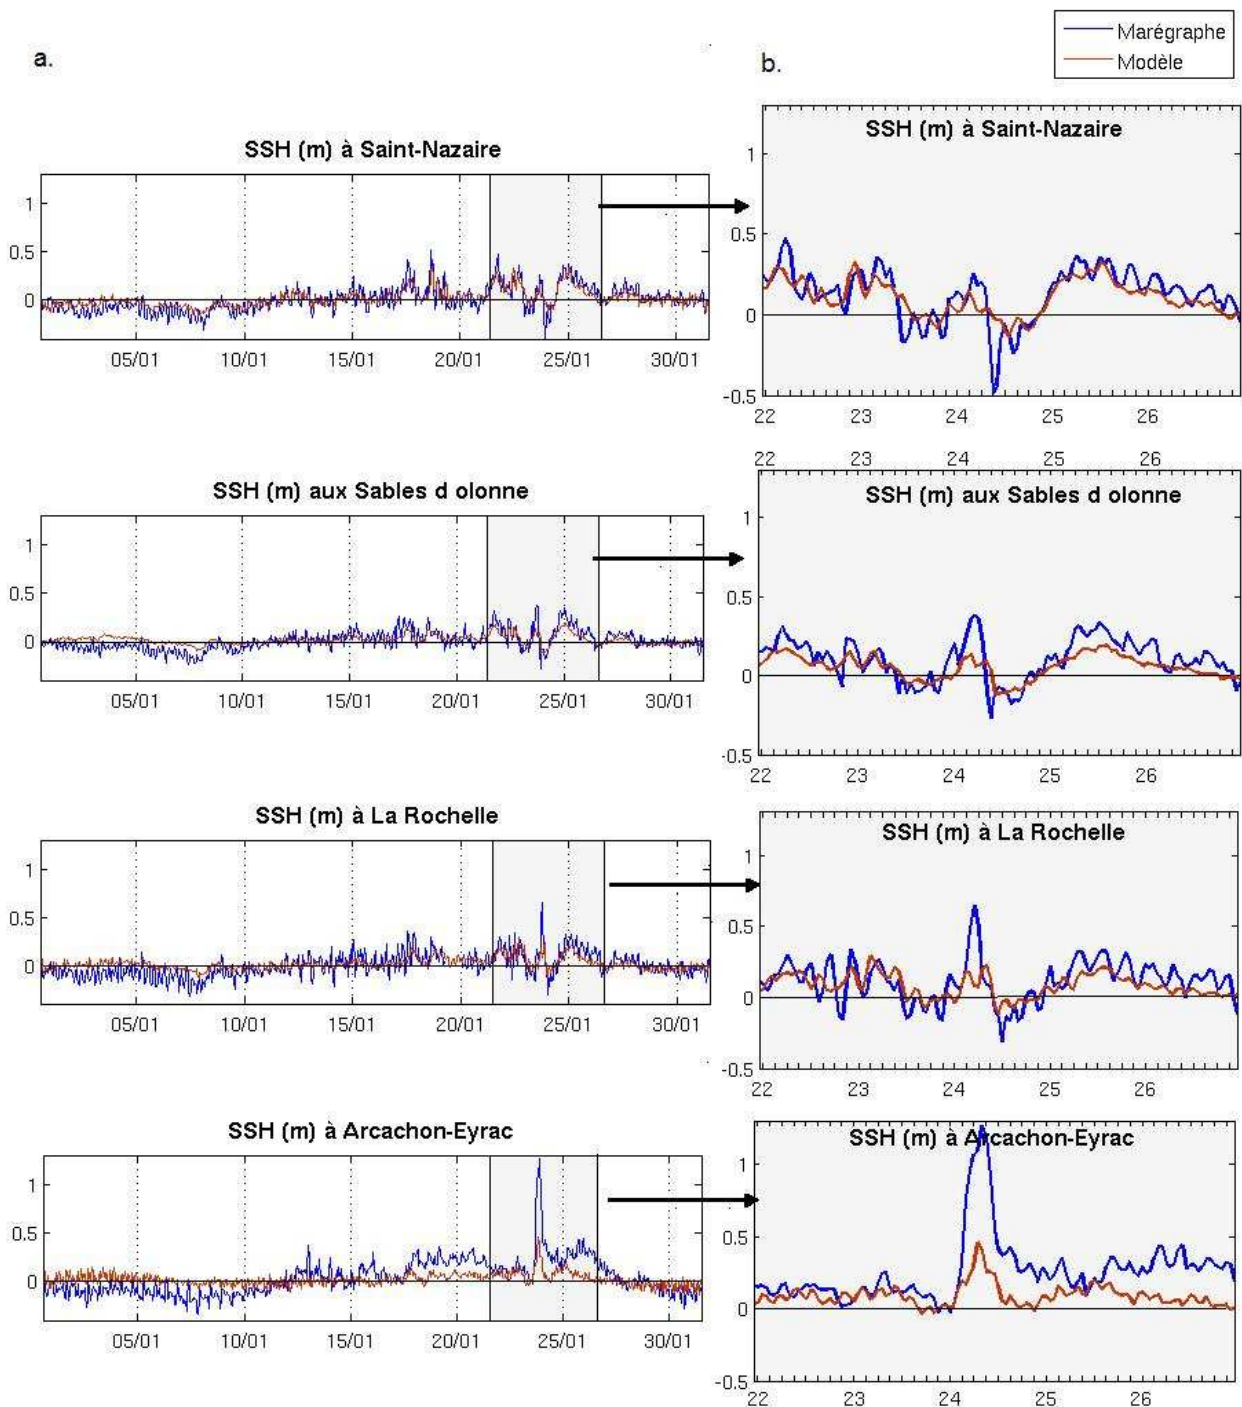 a.
b.
Marégraphe
Modèle
SSH (m) à Saint-Nazaire
1
0.5
0
05/01 10/01 15/01 20/01 25/01 30/01
SSH (m) à Saint-Nazaire
1
0.5
0
-0.5
22 23 24 25 26
SSH (m) aux Sables d olonne
1
0.5
0
05/01 10/01 15/01 20/01 25/01 30/01
22 23 24 25 26
SSH (m) aux Sables d olonne
1
0.5
0
-0.5
22 23 24 25 26
SSH (m) à La Rochelle
1
0.5
0
05/01 10/01 15/01 20/01 25/01 30/01
SSH (m) à La Rochelle
1
0.5
0
-0.5
22 23 24 25 26
SSH (m) à Arcachon-Eyrac
1
0.5
0
05/01 10/01 15/01 20/01 25/01 30/01
SSH (m) à Arcachon-Eyrac
1
0.5
0
-0.5
22 23 24 25 26